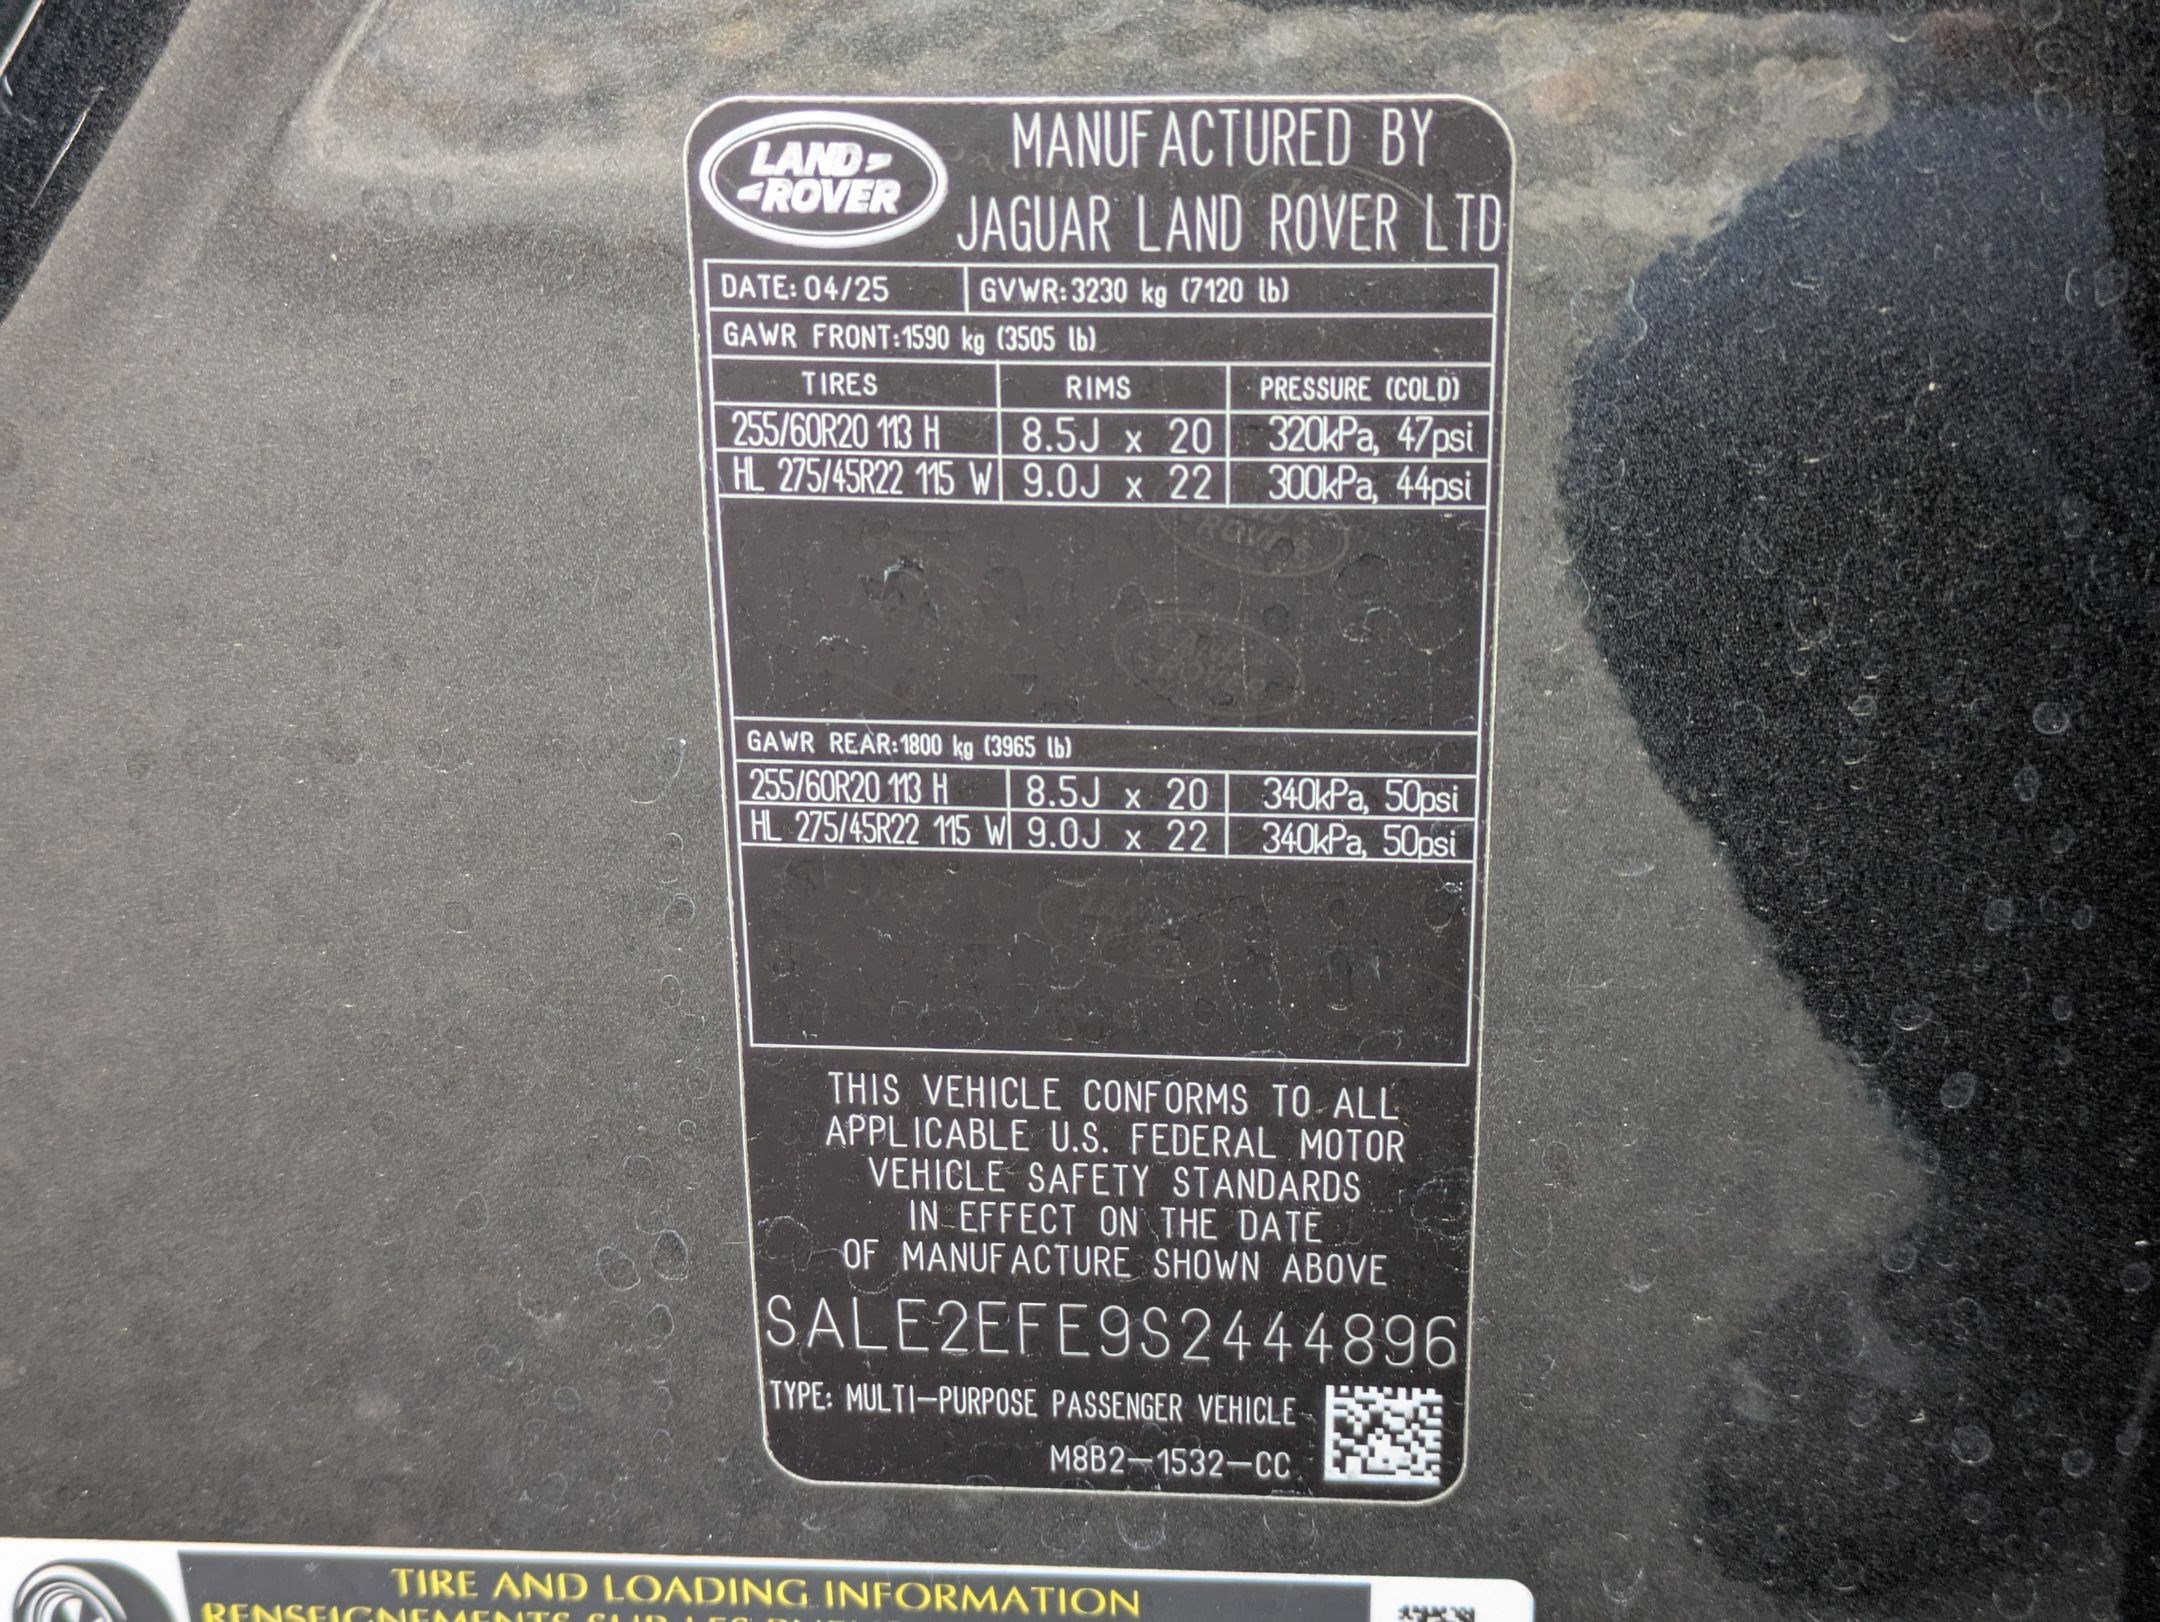 LAND
ROVER
MANUFACTURED BY
JAGUAR LAND ROVER LTD
DATE: 04/25 GVWR: 3230 kg (7120 lb)
GAWR FRONT: 1590 kg (3505 lb)
TIRES RIMS PRESSURE (COLD)
255/60R20 113 H 8.5J x 20 320kPa, 47psi
HL 275/45R22 115 W 9.0J x 22 300kPa, 44psi
GAWR REAR: 1800 kg (3965 lb)
255/60R20 113 H 8.5J x 20 340kPa, 50psi
HL 275/45R22 115 W 9.0J x 22 340kPa, 50psi
THIS VEHICLE CONFORMS TO ALL
APPLICABLE U.S. FEDERAL MOTOR
VEHICLE SAFETY STANDARDS
IN EFFECT ON THE DATE
OF MANUFACTURE SHOWN ABOVE
SALE2EFE9S2444896
TYPE: MULTI-PURPOSE PASSENGER VEHICLE
M8B2-1532-CC
TIRE AND LOADING INFORMATION
RENSEIGNEMENTS SUR LES